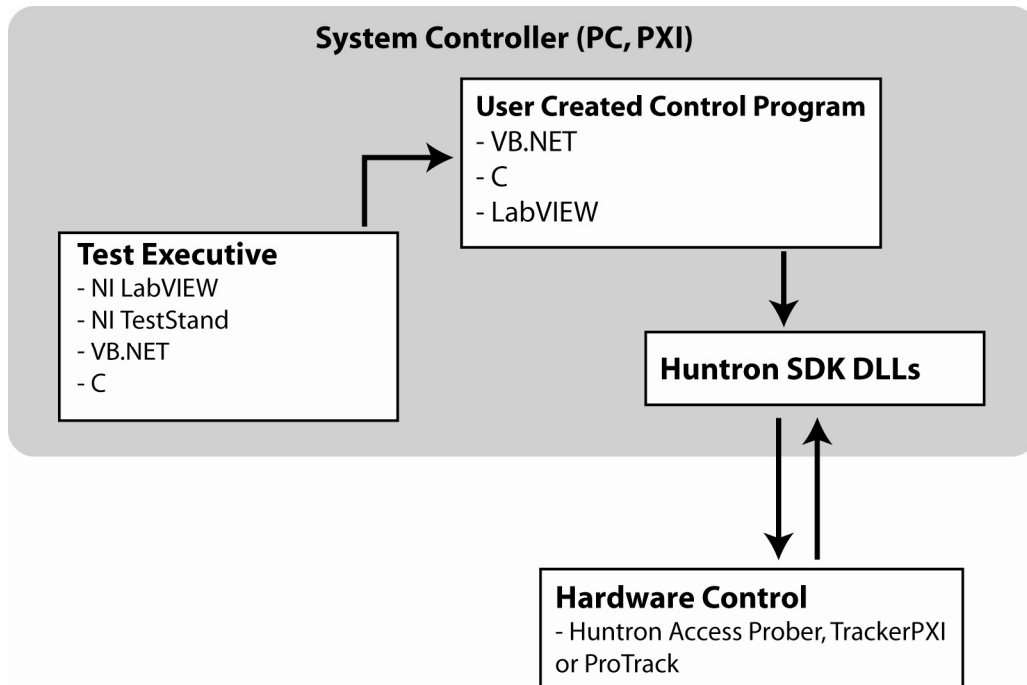 System Controller (PC, PXI)
User Created Control Program
- VB.NET
- C
- LabVIEW
Test Executive
- NI LabVIEW
- NI TestStand
- VB.NET
- C
Huntron SDK DLLs
Hardware Control
- Huntron Access Prober, TrackerPXI
or ProTrack